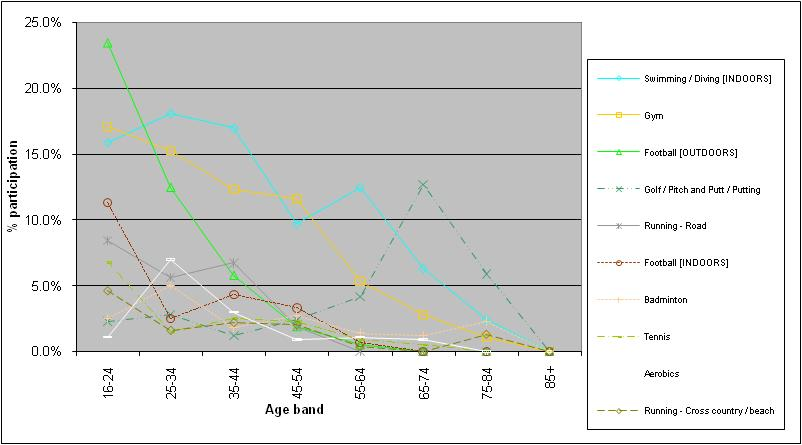 25.0%
20.0%
15.0%
10.0%
5.0%
0.0%
% participation
16-24
25-34
35-44
45-54
55-64
65-74
75-84
85+
Age band
Swimming / Diving [INDOORS]
Gym
Football [OUTDOORS]
Golf / Pitch and Putt / Putting
Running - Road
Football [INDOORS]
Badminton
Tennis
Aerobics
Running - Cross country / beach